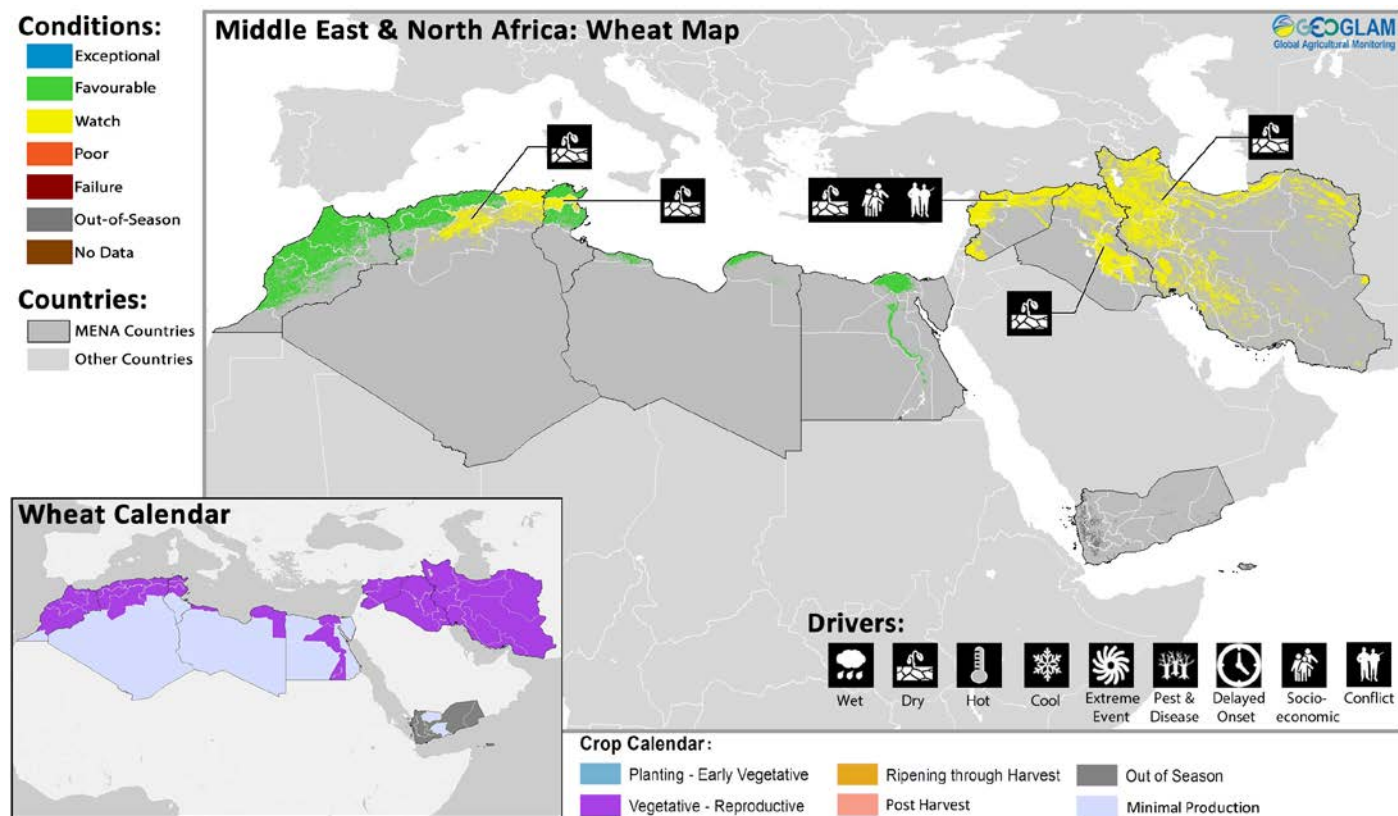 Conditions:
Exceptional
Favourable
Watch
Poor
Failure
Out-of-Season
No Data
Countries:
MENA Countries
Other Countries
Middle East & North Africa: Wheat Map
GEOGLAM
Global Agricultural Monitoring
Wheat Calendar
Drivers:
Wet
Dry
Hot
Cool
Extreme
Event
Pest &
Disease
Delayed
Onset
Socio-
economic
Conflict
Crop Calendar:
Planting - Early Vegetative
Ripening through Harvest
Out of Season
Vegetative - Reproductive
Post Harvest
Minimal Production